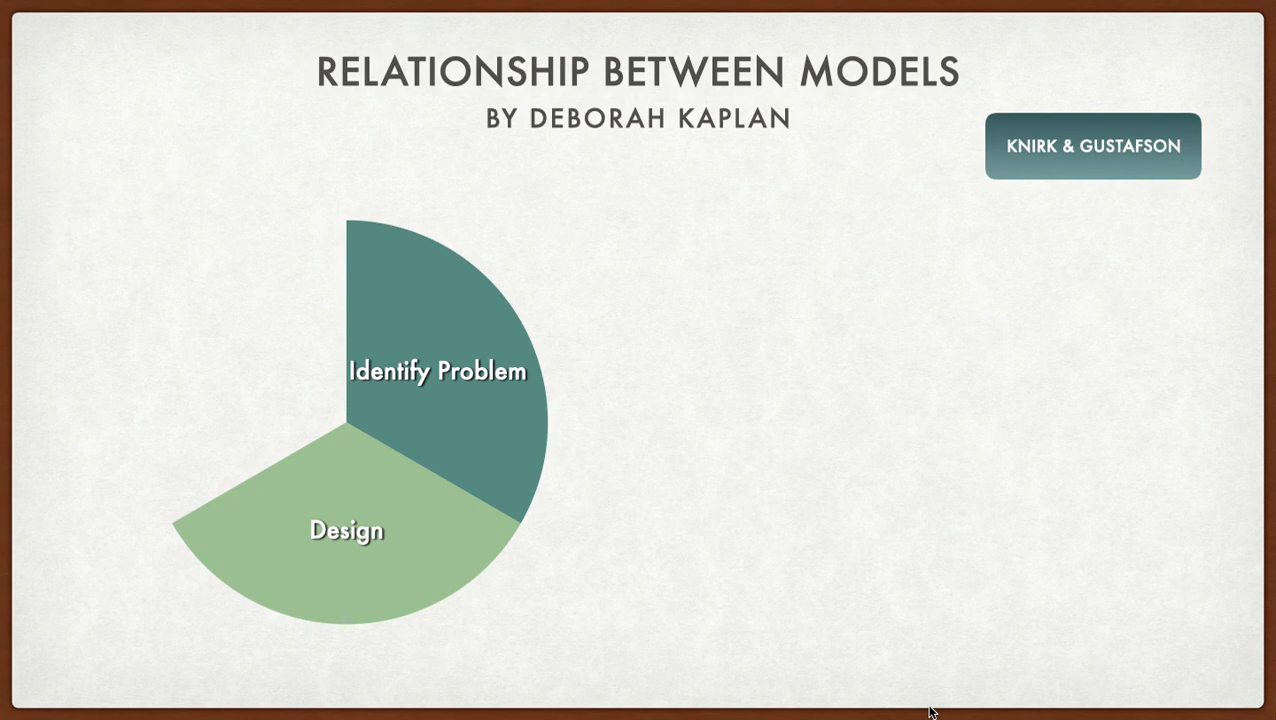 RELATIONSHIP BETWEEN MODELS
BY DEBORAH KAPLAN
KNIRK & GUSTAFSON
Identify Problem
Design